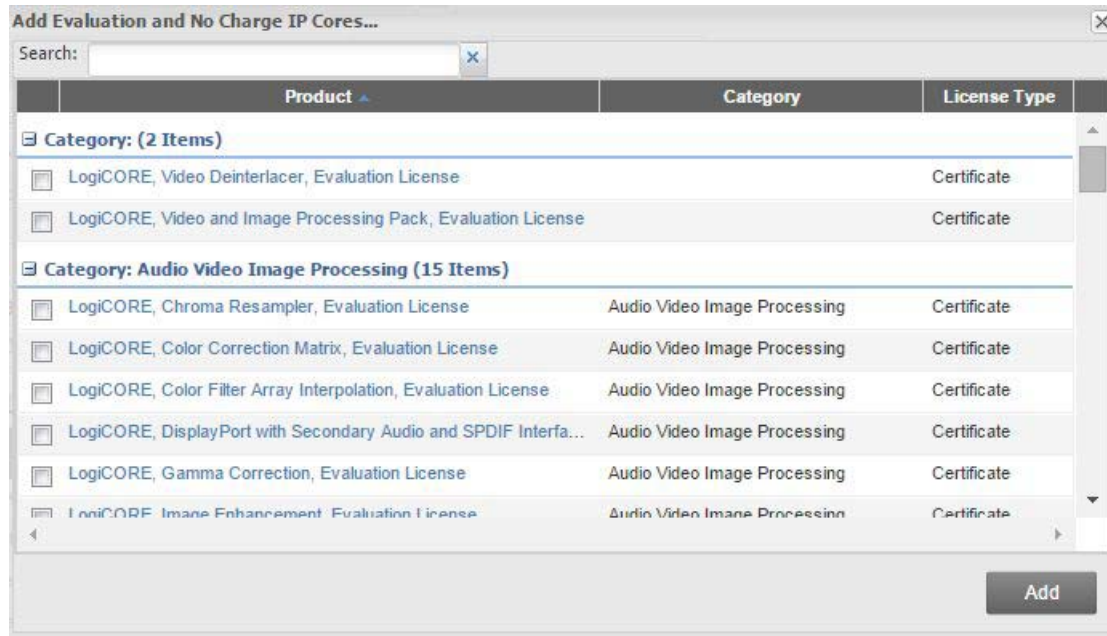 Add Evaluation and No Charge IP Cores...
Search:
Product Category License Type
Category: (2 Items)
LogiCORE, Video Deinterlacer, Evaluation License Certificate
LogiCORE, Video and Image Processing Pack, Evaluation License Certificate
Category: Audio Video Image Processing (15 Items)
LogiCORE, Chroma Resampler, Evaluation License Audio Video Image Processing Certificate
LogiCORE, Color Correction Matrix, Evaluation License Audio Video Image Processing Certificate
LogiCORE, Color Filter Array Interpolation, Evaluation License Audio Video Image Processing Certificate
LogiCORE, DisplayPort with Secondary Audio and SPDIF Interfa... Audio Video Image Processing Certificate
LogiCORE, Gamma Correction, Evaluation License Audio Video Image Processing Certificate
LogiCORE, Image Enhancement, Evaluation License Audio Video Image Processing Certificate
Add